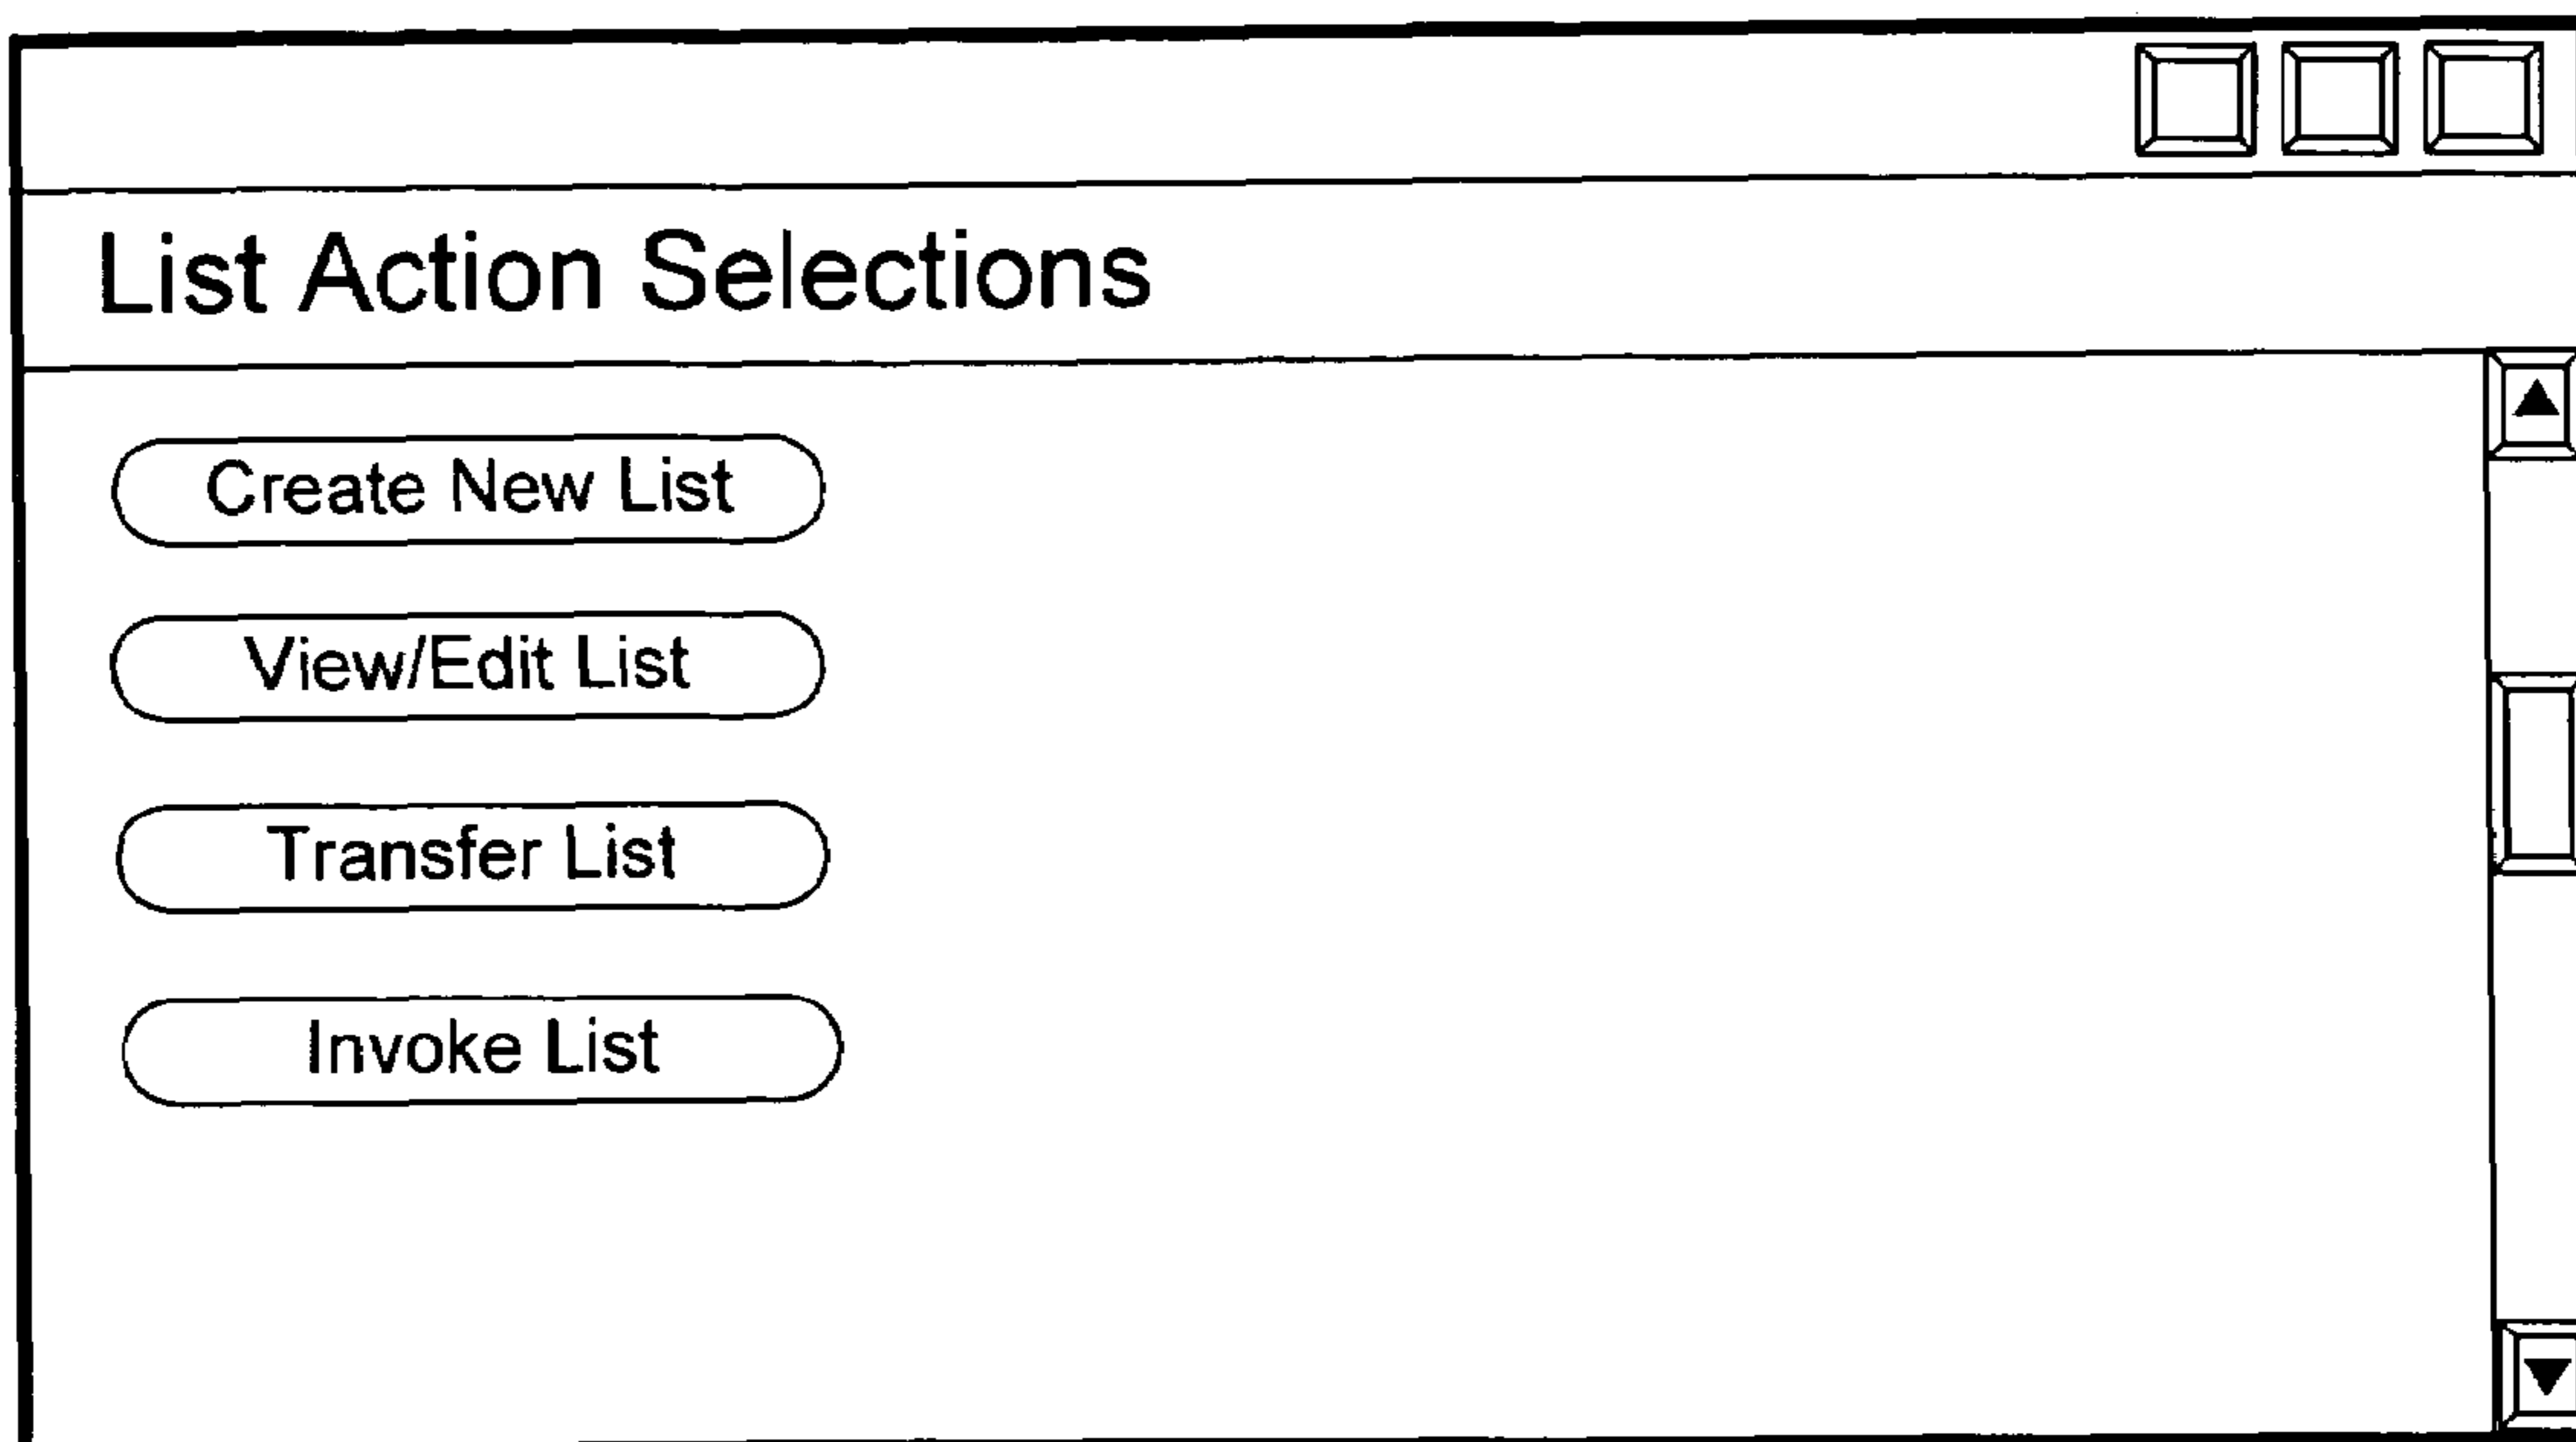 List Action Selections
Create New List
View/Edit List
Transfer List
Invoke List